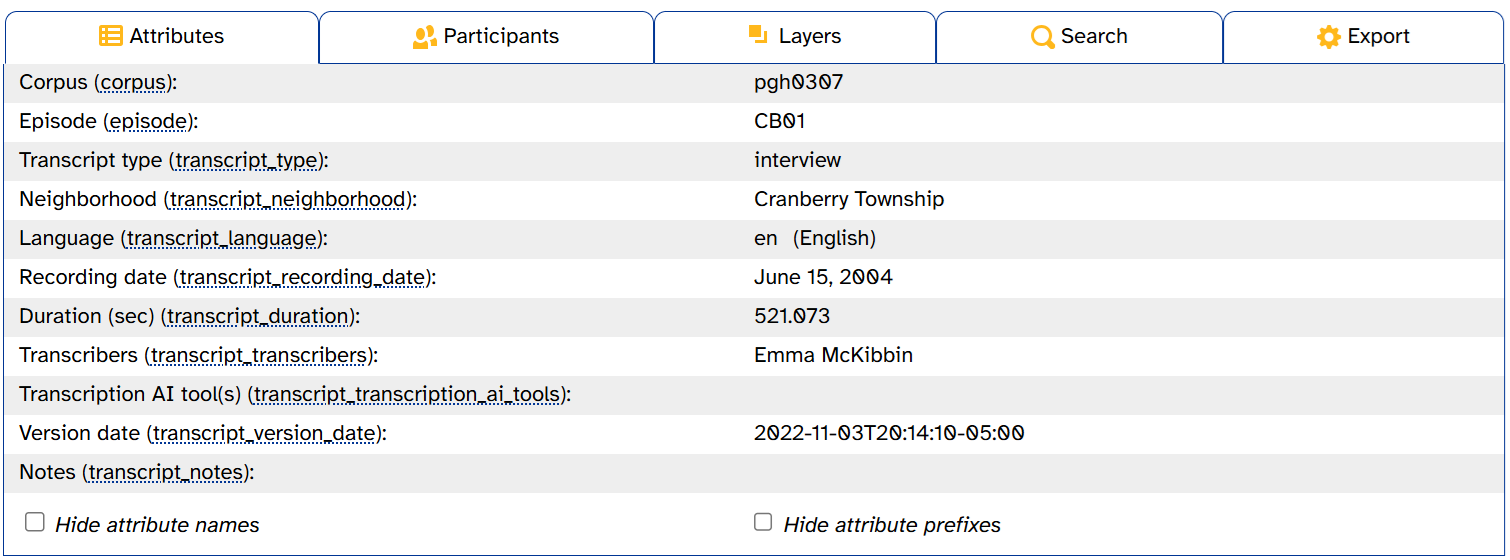 Attributes Participants Layers Search Export
Corpus (corpus): pgh0307
Episode (episode): CB01
Transcript type (transcript_type): interview
Neighborhood (transcript_neighborhood): Cranberry Township
Language (transcript_language): en (English)
Recording date (transcript_recording_date): June 15, 2004
Duration (sec) (transcript_duration): 521.073
Transcribers (transcript_transcribers): Emma McKibbin
Transcription AI tool(s) (transcript_transcription_ai_tools):
Version date (transcript_version_date): 2022-11-03T20:14:10-05:00
Notes (transcript_notes):
Hide attribute names Hide attribute prefixes